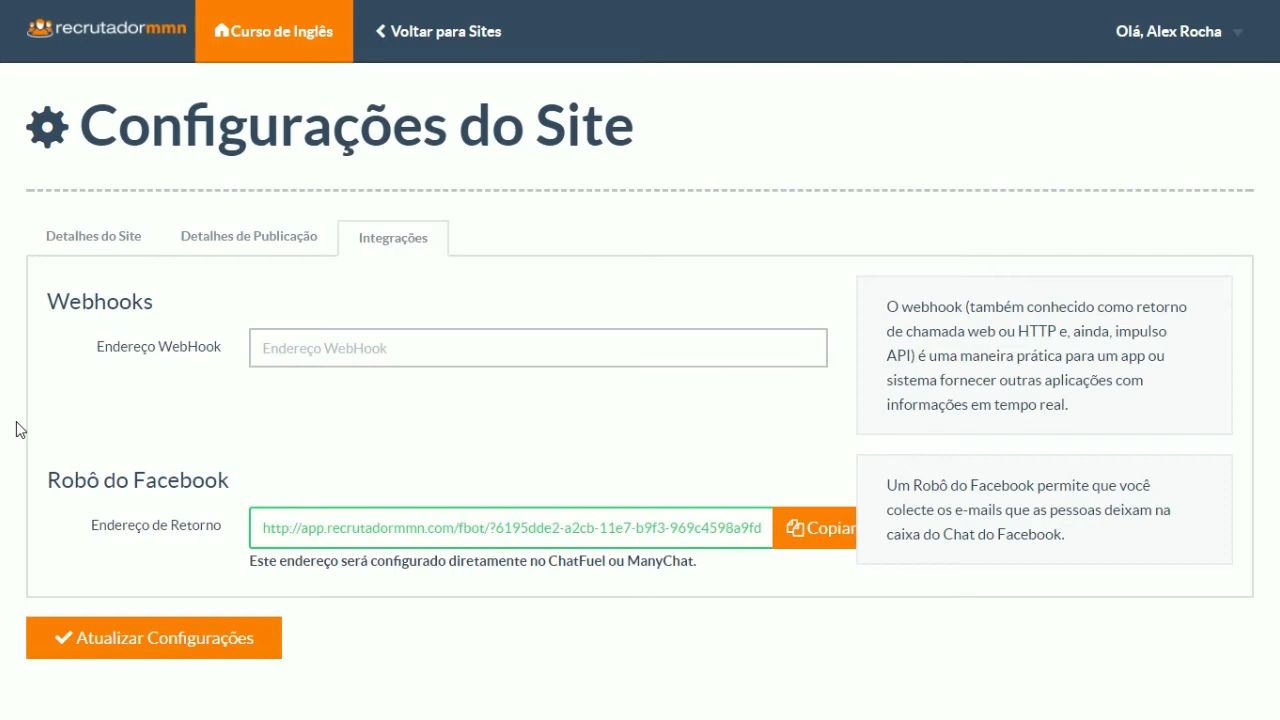 recrutadormmn Curso de Inglês Voltar para Sites Olá, Alex Rocha
Configurações do Site
Detalhes do Site Detalhes de Publicação Integrações
Webhooks
Endereço WebHook Endereço WebHook
O webhook (também conhecido como retorno
de chamada web ou HTTP e, ainda, impulso
API) é uma maneira prática para um app ou
sistema fornecer outras aplicações com
informações em tempo real.
Robô do Facebook
Endereço de Retorno http://app.recrutadormmn.com/fbot/?6195dde2-a2cb-11e7-b9f3-969c4598a9fd Copiar
Este endereço será configurado diretamente no ChatFuel ou ManyChat.
Um Robô do Facebook permite que você
colecte os e-mails que as pessoas deixam na
caixa do Chat do Facebook.
Atualizar Configurações